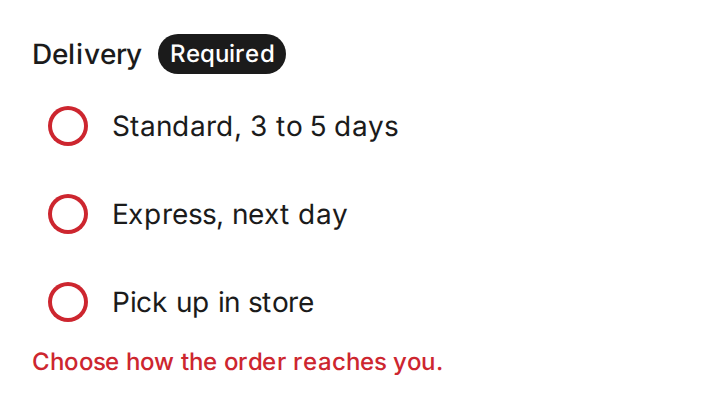 Delivery Required
Standard, 3 to 5 days
Express, next day
Pick up in store
Choose how the order reaches you.